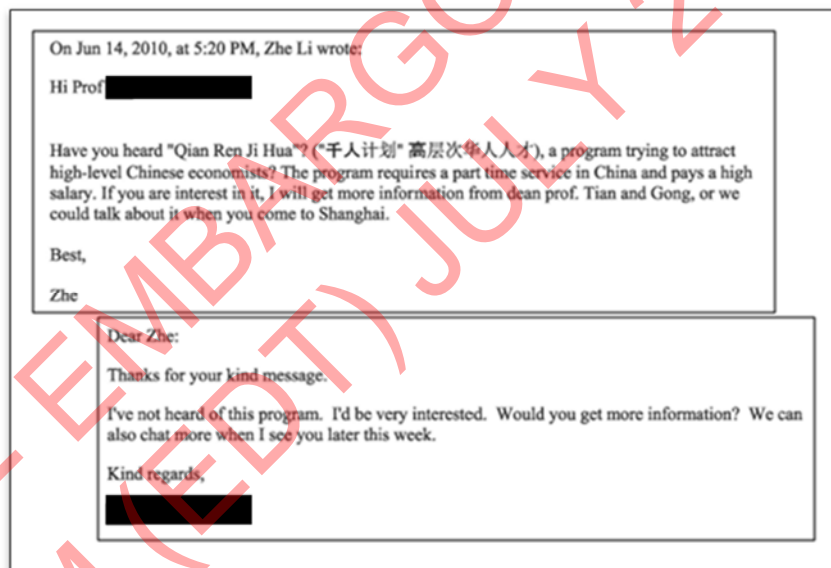 On Jun 14, 2010, at 5:20 PM, Zhe Li wrote:
Hi Prof
Have you heard "Qian Ren Ji Hua"? ("千人计划" 高层次华人人才), a program trying to attract
high-level Chinese economists? The program requires a part time service in China and pays a high
salary. If you are interest in it, I will get more information from dean prof. Tian and Gong, or we
could talk about it when you come to Shanghai.
Best,
Zhe
Dear Zhe:
Thanks for your kind message.
I've not heard of this program. I'd be very interested. Would you get more information? We can
also chat more when I see you later this week.
Kind regards,
EMBARGO
M (EDT) JULY 2